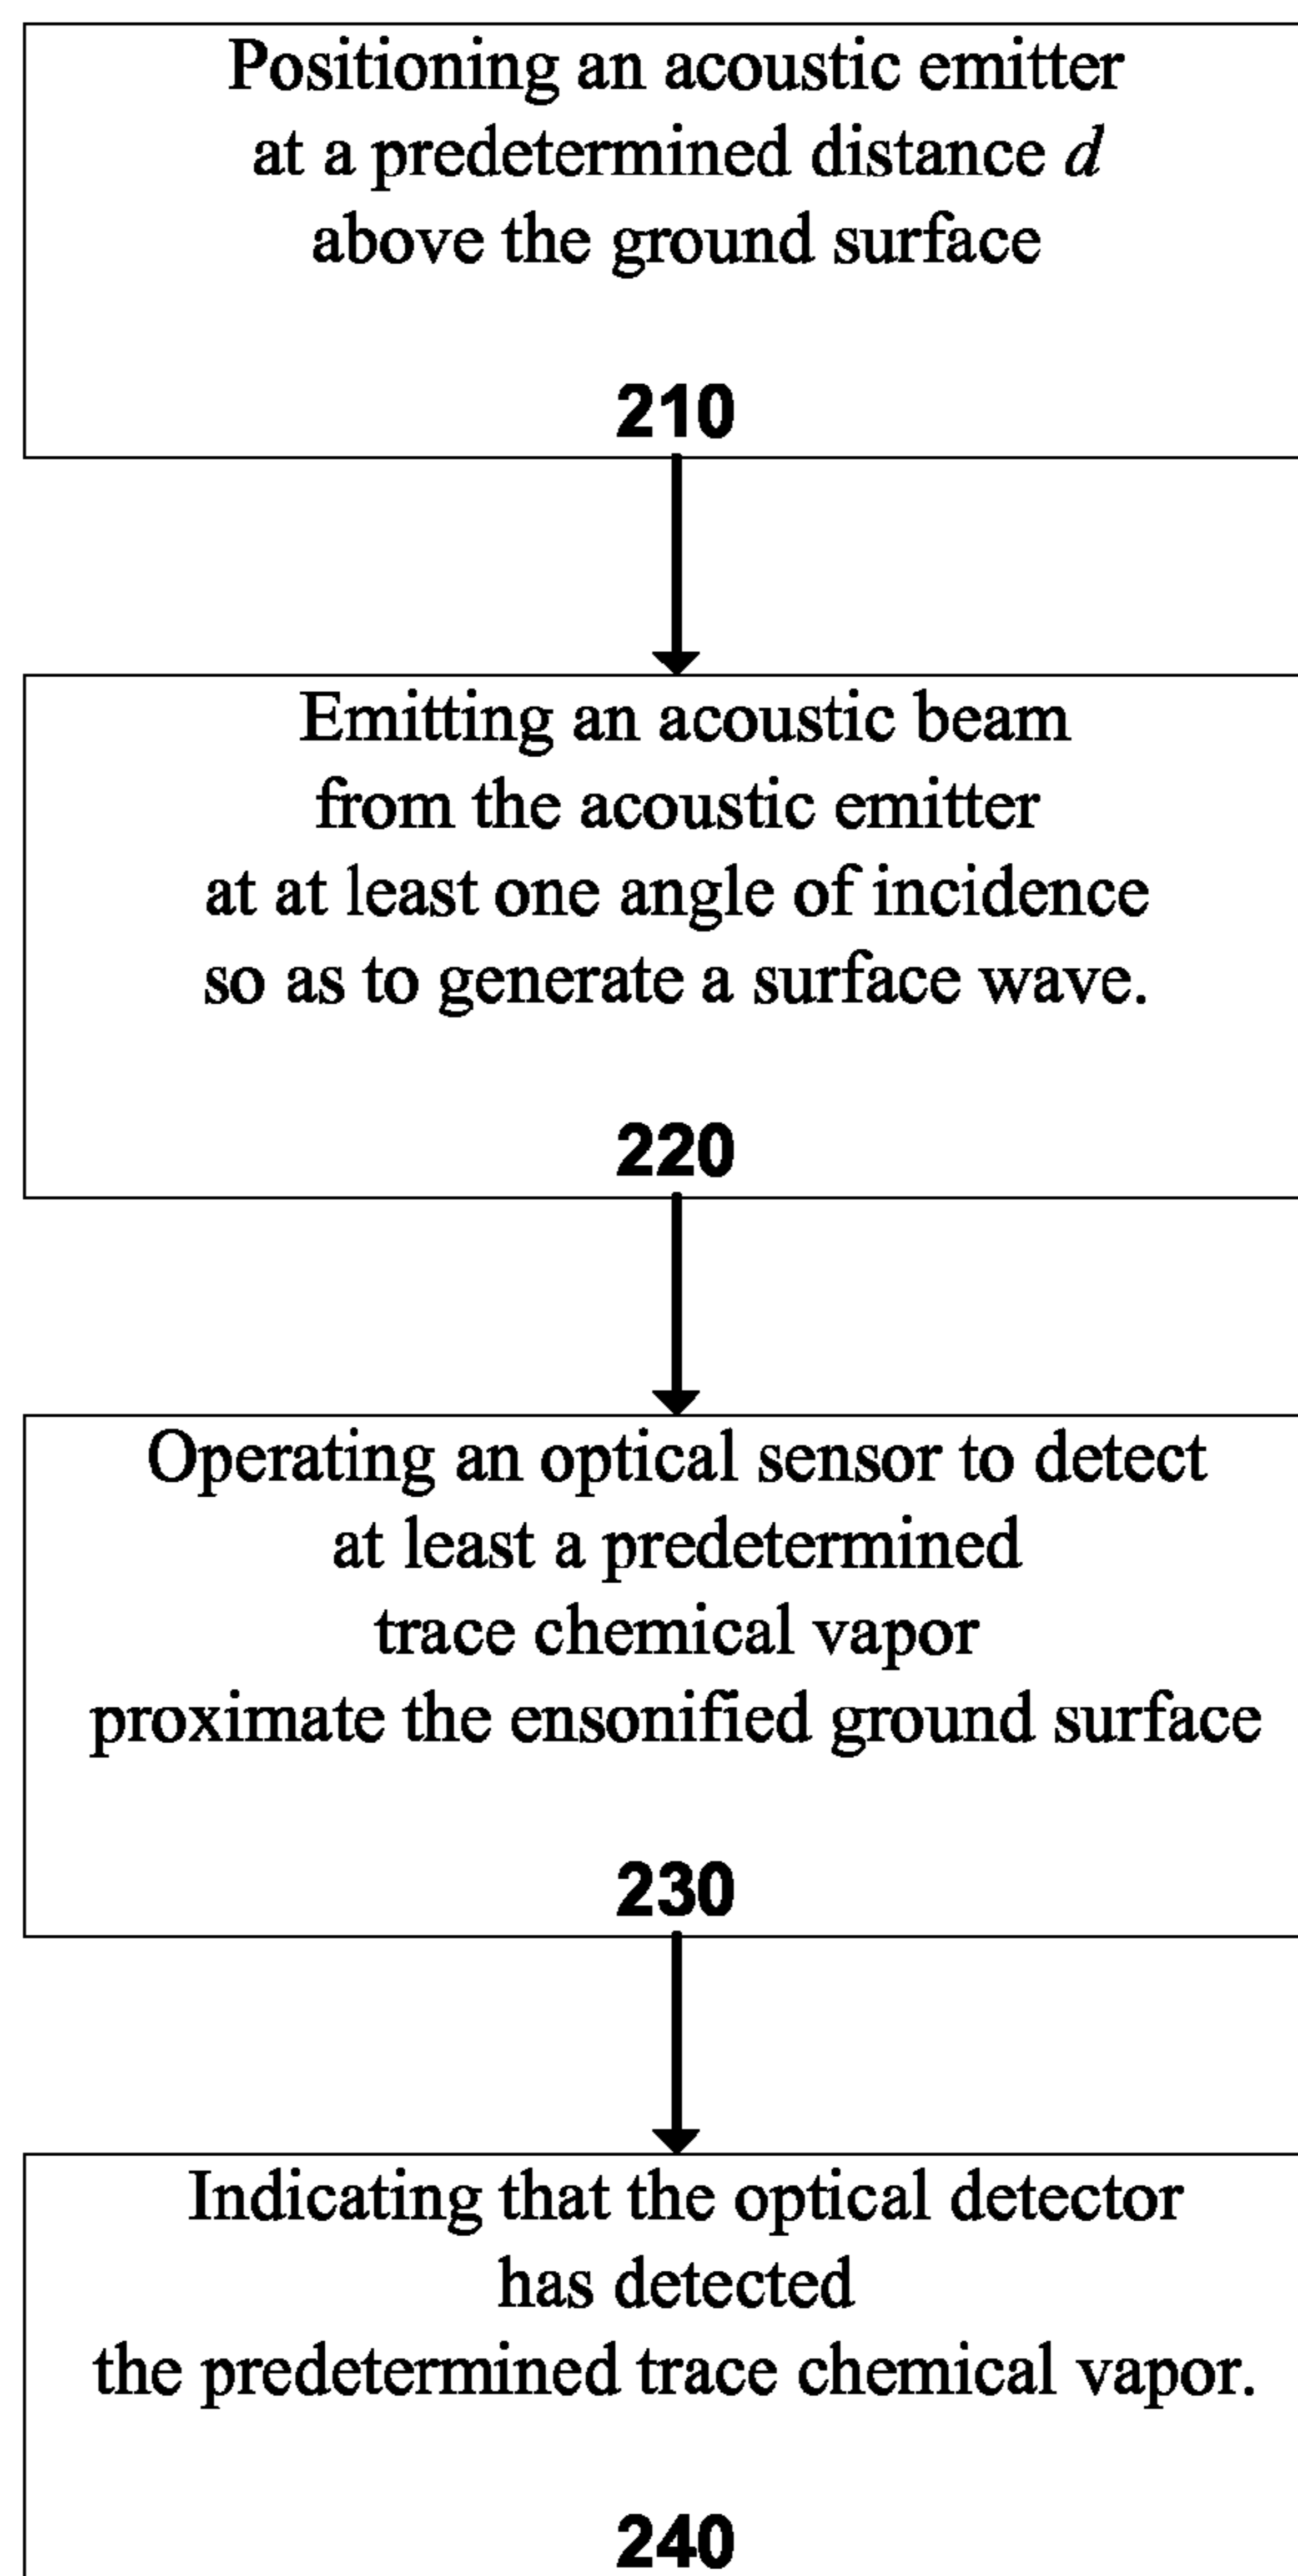 Positioning an acoustic emitter
at a predetermined distance d
above the ground surface
210
Emitting an acoustic beam
from the acoustic emitter
at at least one angle of incidence
so as to generate a surface wave.
220
Operating an optical sensor to detect
at least a predetermined
trace chemical vapor
proximate the ensonified ground surface
230
Indicating that the optical detector
has detected
the predetermined trace chemical vapor.
240